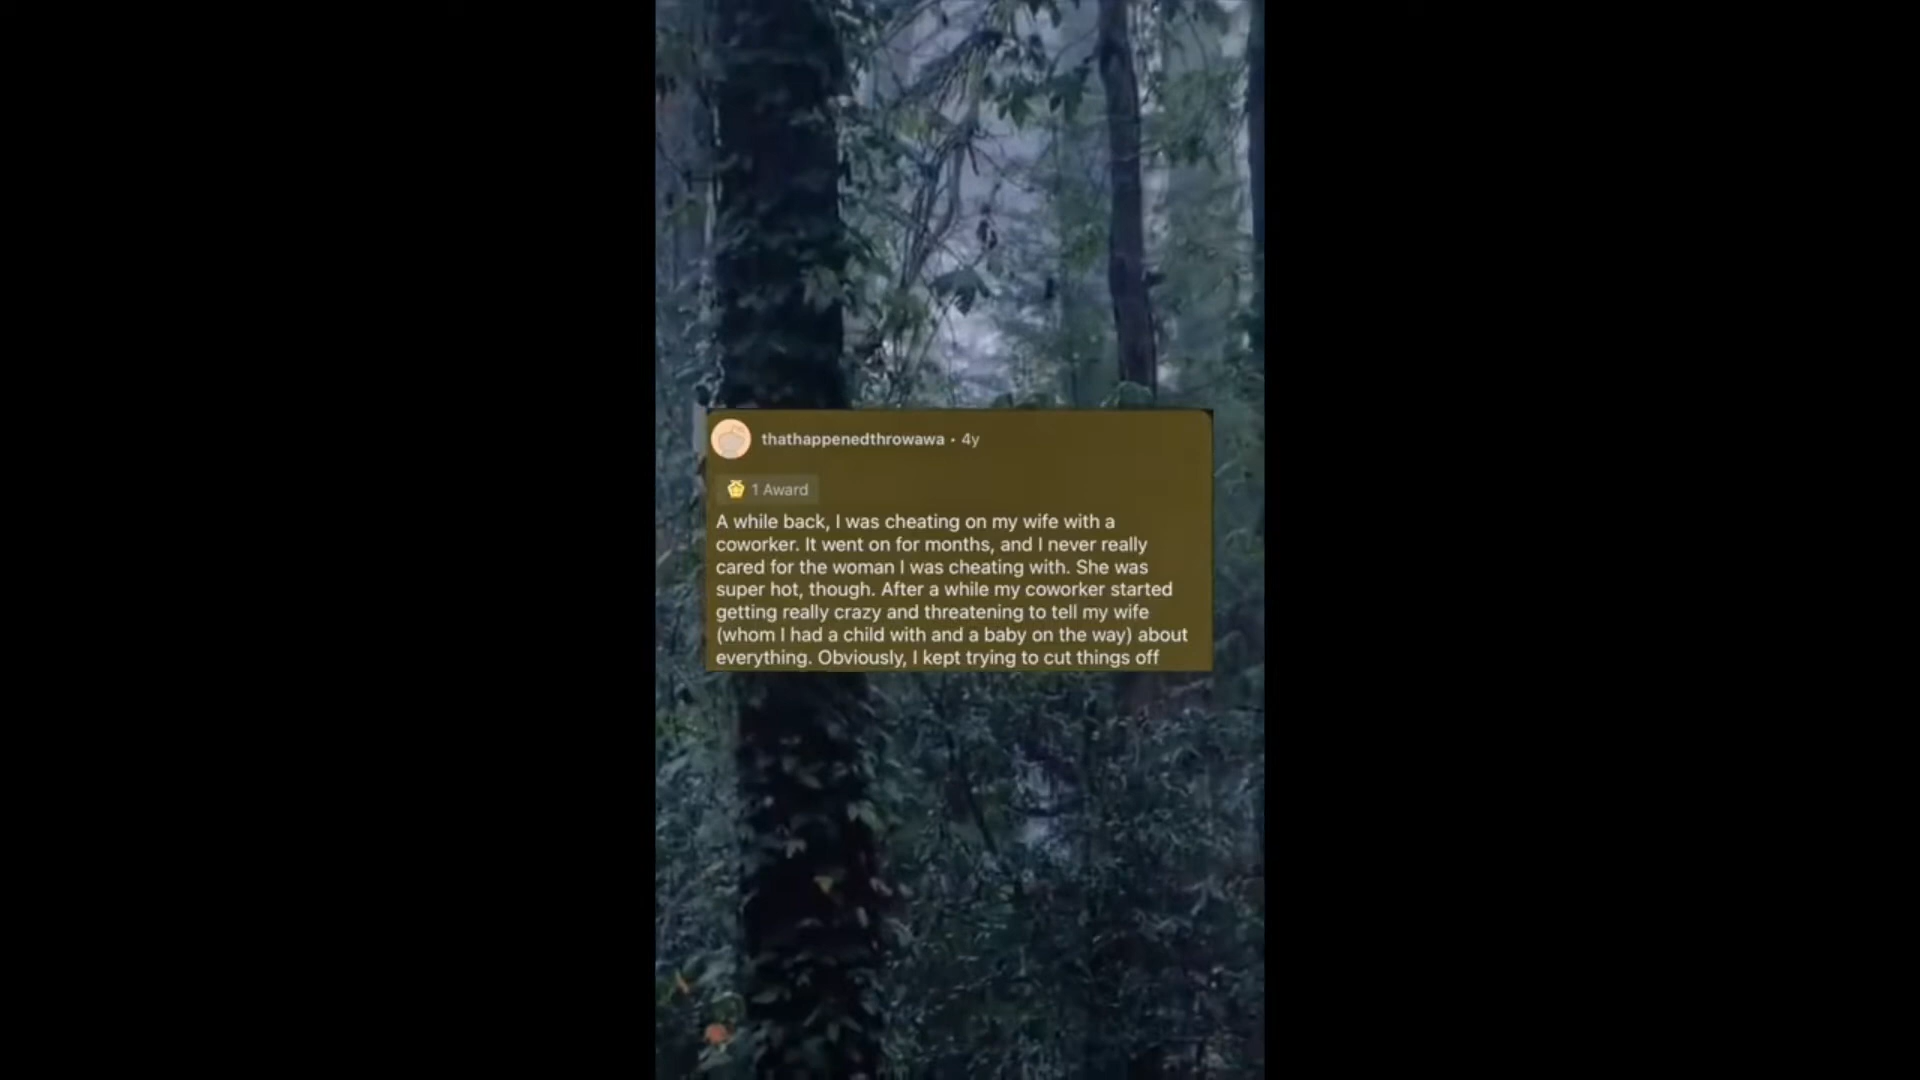 thathappenedthrowawa • 4y
1 Award
A while back, I was cheating on my wife with a
coworker. It went on for months, and I never really
cared for the woman I was cheating with. She was
super hot, though. After a while my coworker started
getting really crazy and threatening to tell my wife
(whom I had a child with and a baby on the way) about
everything. Obviously, I kept trying to cut things off